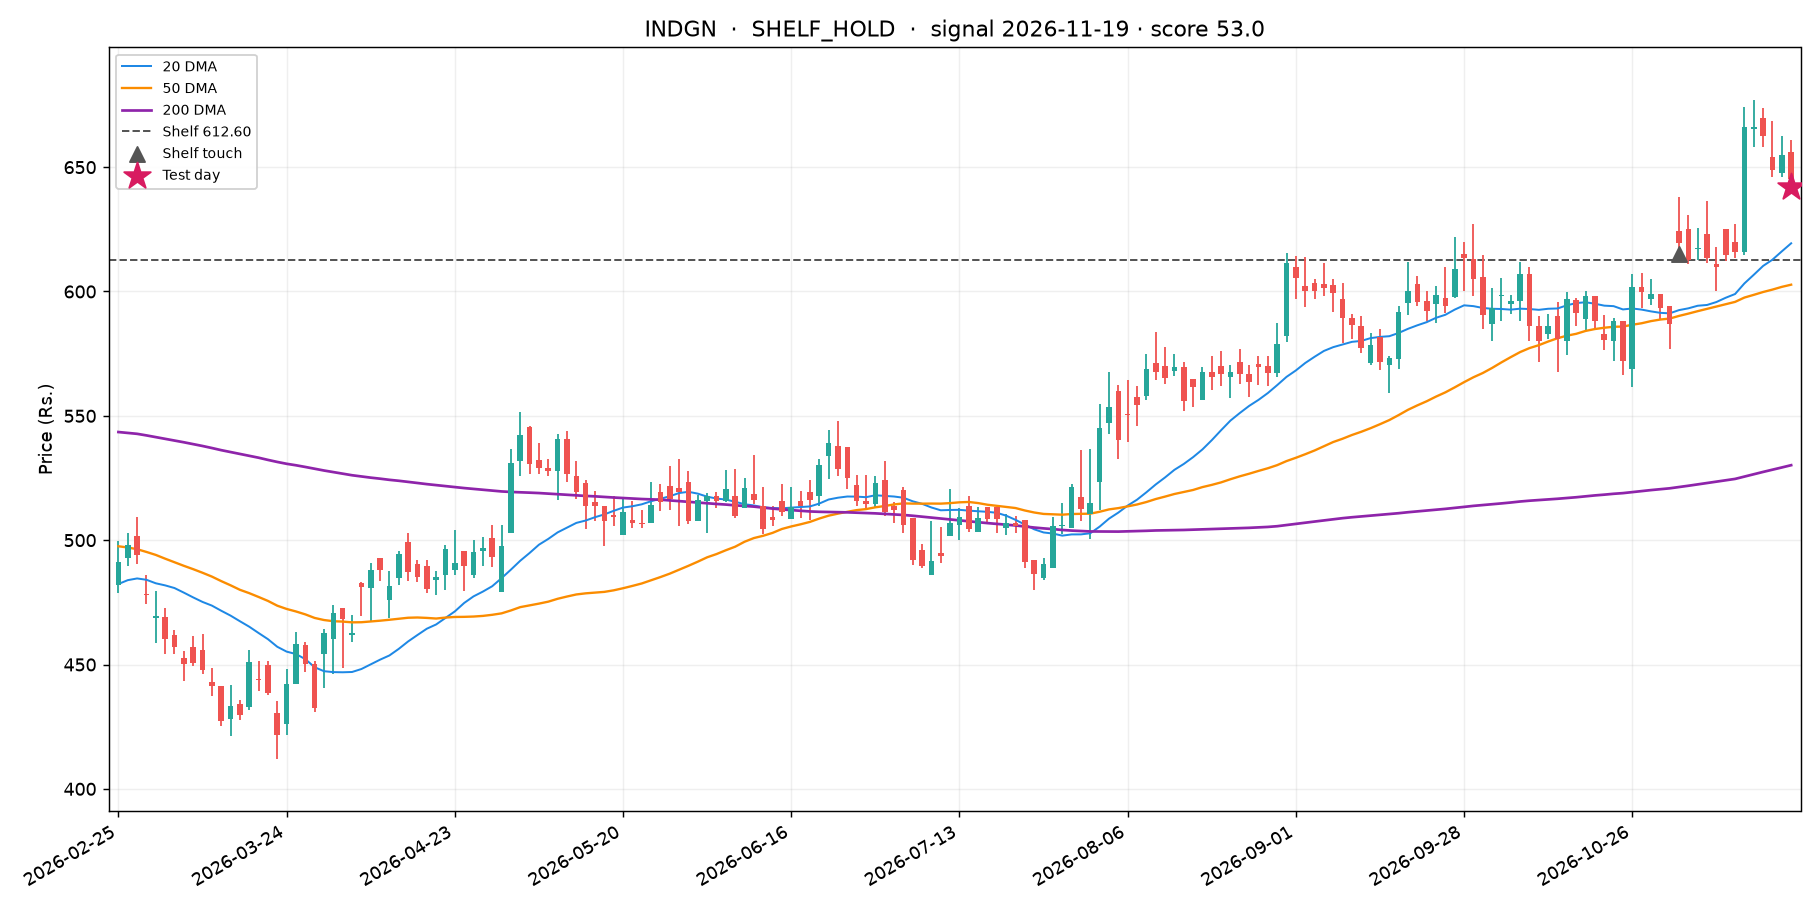 INDGN · SHELF_HOLD · signal 2026-11-19 · score 53.0
20 DMA
50 DMA
200 DMA
Shelf 612.60
Shelf touch
Test day
Price (Rs.)
650
600
550
500
450
400
2026-02-25
2026-03-24
2026-04-23
2026-05-20
2026-06-16
2026-07-13
2026-08-06
2026-09-01
2026-09-28
2026-10-26